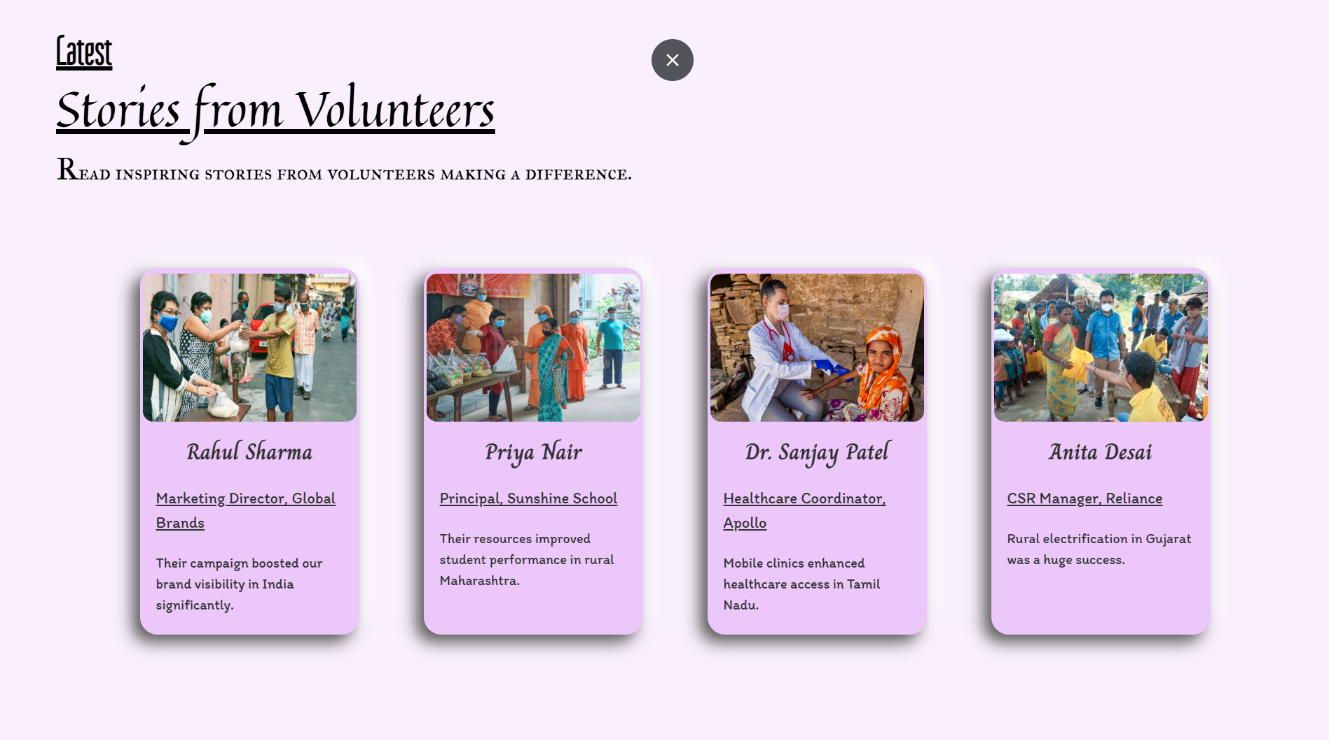 Latest
Stories from Volunteers
Read inspiring stories from volunteers making a difference.
Rahul Sharma
Marketing Director, Global
Brands
Their campaign boosted our
brand visibility in India
significantly.
Priya Nair
Principal, Sunshine School
Their resources improved
student performance in rural
Maharashtra.
Dr. Sanjay Patel
Healthcare Coordinator,
Apollo
Mobile clinics enhanced
healthcare access in Tamil
Nadu.
Anita Desai
CSR Manager, Reliance
Rural electrification in Gujarat
was a huge success.